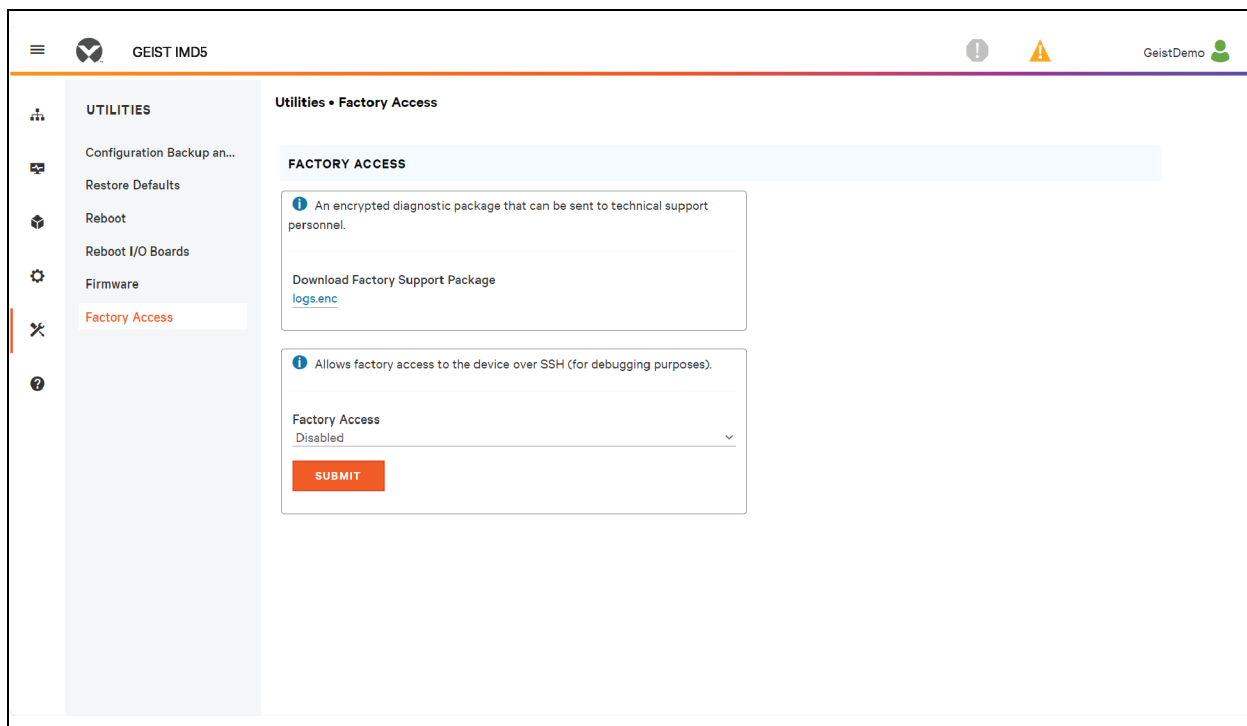 GEIST IMD5
GeistDemo
UTILITIES
Configuration Backup an...
Restore Defaults
Reboot
Reboot I/O Boards
Firmware
Factory Access
Utilities • Factory Access
FACTORY ACCESS
An encrypted diagnostic package that can be sent to technical support
personnel.
Download Factory Support Package
logs.enc
Allows factory access to the device over SSH (for debugging purposes).
Factory Access
Disabled
SUBMIT